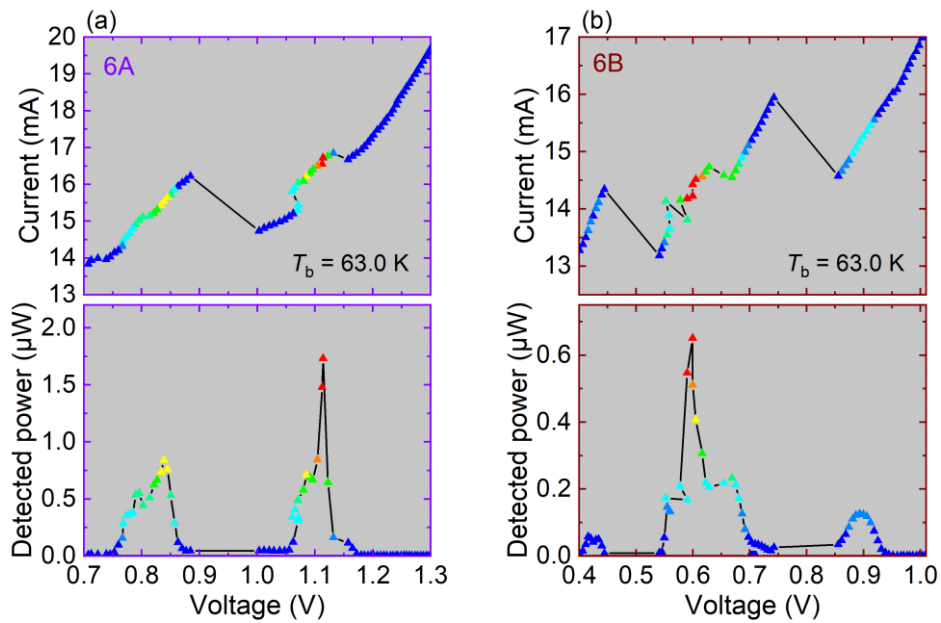 (a)
20
19
18
17
16
15
14
13
Current (mA)
6A
T_b = 63.0 K
2.0
1.5
1.0
0.5
0.0
Detected power (µW)
0.7 0.8 0.9 1.0 1.1 1.2 1.3
Voltage (V)
(b)
17
16
15
14
13
Current (mA)
6B
T_b = 63.0 K
0.6
0.4
0.2
0.0
Detected power (µW)
0.4 0.5 0.6 0.7 0.8 0.9 1.0
Voltage (V)